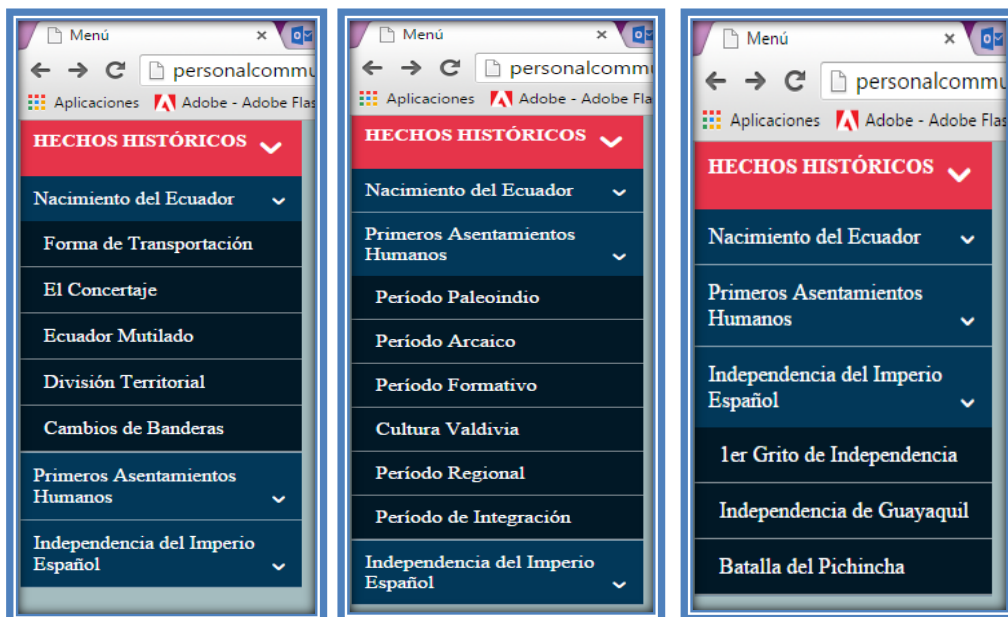 Menú
personalcommu
Aplicaciones Adobe - Adobe Flas
HECHOS HISTÓRICOS
Nacimiento del Ecuador
Forma de Transportación
El Concertaje
Ecuador Mutilado
División Territorial
Cambios de Banderas
Primeros Asentamientos
Humanos
Independencia del Imperio
Español
Menú
personalcommu
Aplicaciones Adobe - Adobe Fla
HECHOS HISTÓRICOS
Nacimiento del Ecuador
Primeros Asentamientos
Humanos
Período Paleoindio
Período Arcaico
Período Formativo
Cultura Valdivia
Período Regional
Período de Integración
Independencia del Imperio
Español
Menú
personalcommu
Aplicaciones Adobe - Adobe Flas
HECHOS HISTÓRICOS
Nacimiento del Ecuador
Primeros Asentamientos
Humanos
Independencia del Imperio
Español
1er Grito de Independencia
Independencia de Guayaquil
Batalla del Pichincha